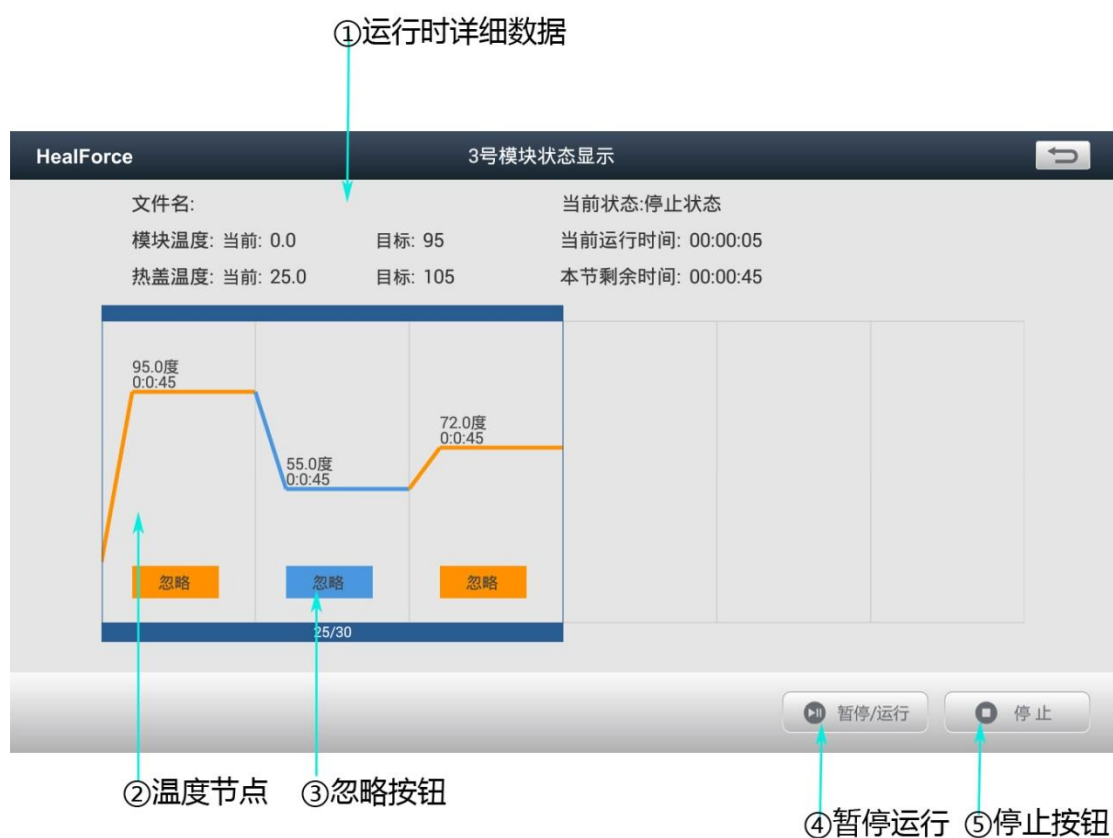 ①运行时详细数据
HealForce 3号模块状态显示
文件名: 当前状态:停止状态
模块温度: 当前: 0.0 目标: 95 当前运行时间: 00:00:05
热盖温度: 当前: 25.0 目标: 105 本节剩余时间: 00:00:45
95.0度
0:0:45
72.0度
0:0:45
55.0度
0:0:45
忽略 忽略 忽略
25/30
暂停/运行 停止
②温度节点 ③忽略按钮
④暂停运行 ⑤停止按钮